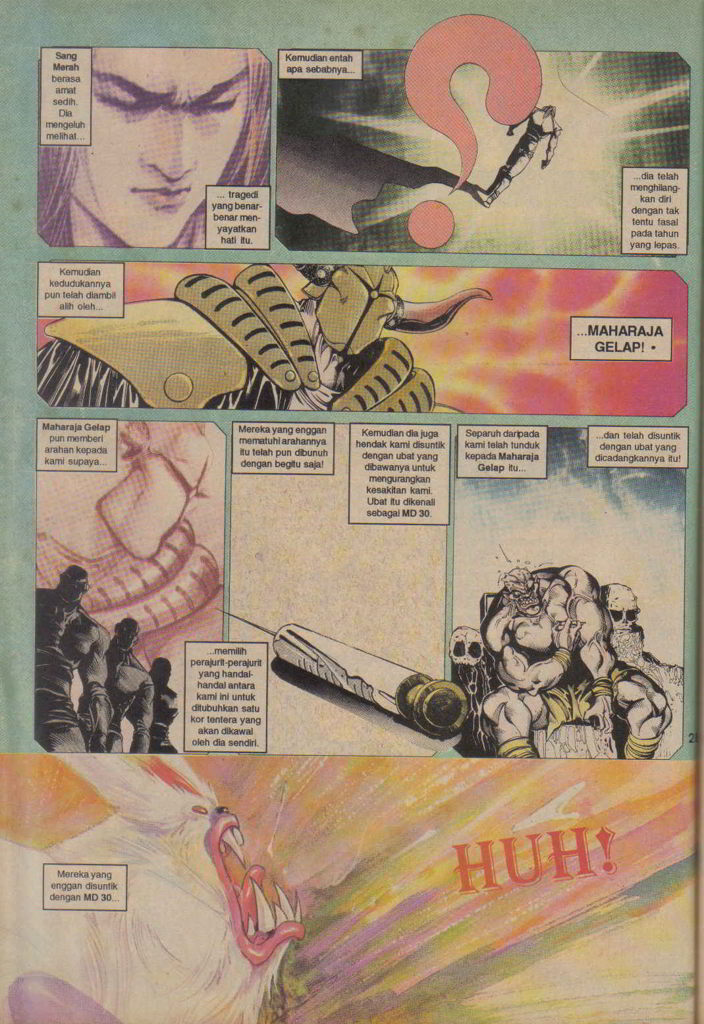 Sang
Merah
berasa
amat
sedih.
Dia
mengeluh
melihat...
... tragedi
yang benar-
benar men-
yayatkan
hati itu.
Kemudian entah
apa sebabnya...
?
...dia telah
menghilang-
kan diri
dengan tak
tentu fasal
pada tahun
yang lepas.
Kemudian
kedudukannya
pun telah diambil
alih oleh...
...MAHARAJA
GELAP! •
Maharaja Gelap
pun memberi
arahan kepada
kami supaya...
...memilih
perajurit-perajurit
yang handal-
handal antara
kami ini untuk
ditubuhkan satu
kor tentera yang
akan dikawal
oleh dia sendiri.
Mereka yang enggan
mematuhi arahannya
itu telah pun dibunuh
dengan begitu saja!
Kemudian dia juga
hendak kami disuntik
dengan ubat yang
dibawanya untuk
mengurangkan
kesakitan kami.
Ubat itu dikenali
sebagai MD 30.
Separuh daripada
kami telah tunduk
kepada Maharaja
Gelap itu...
...dan telah disuntik
dengan ubat yang
dicadangkannya itu!
Mereka yang
enggan disuntik
dengan MD 30...
HUH!